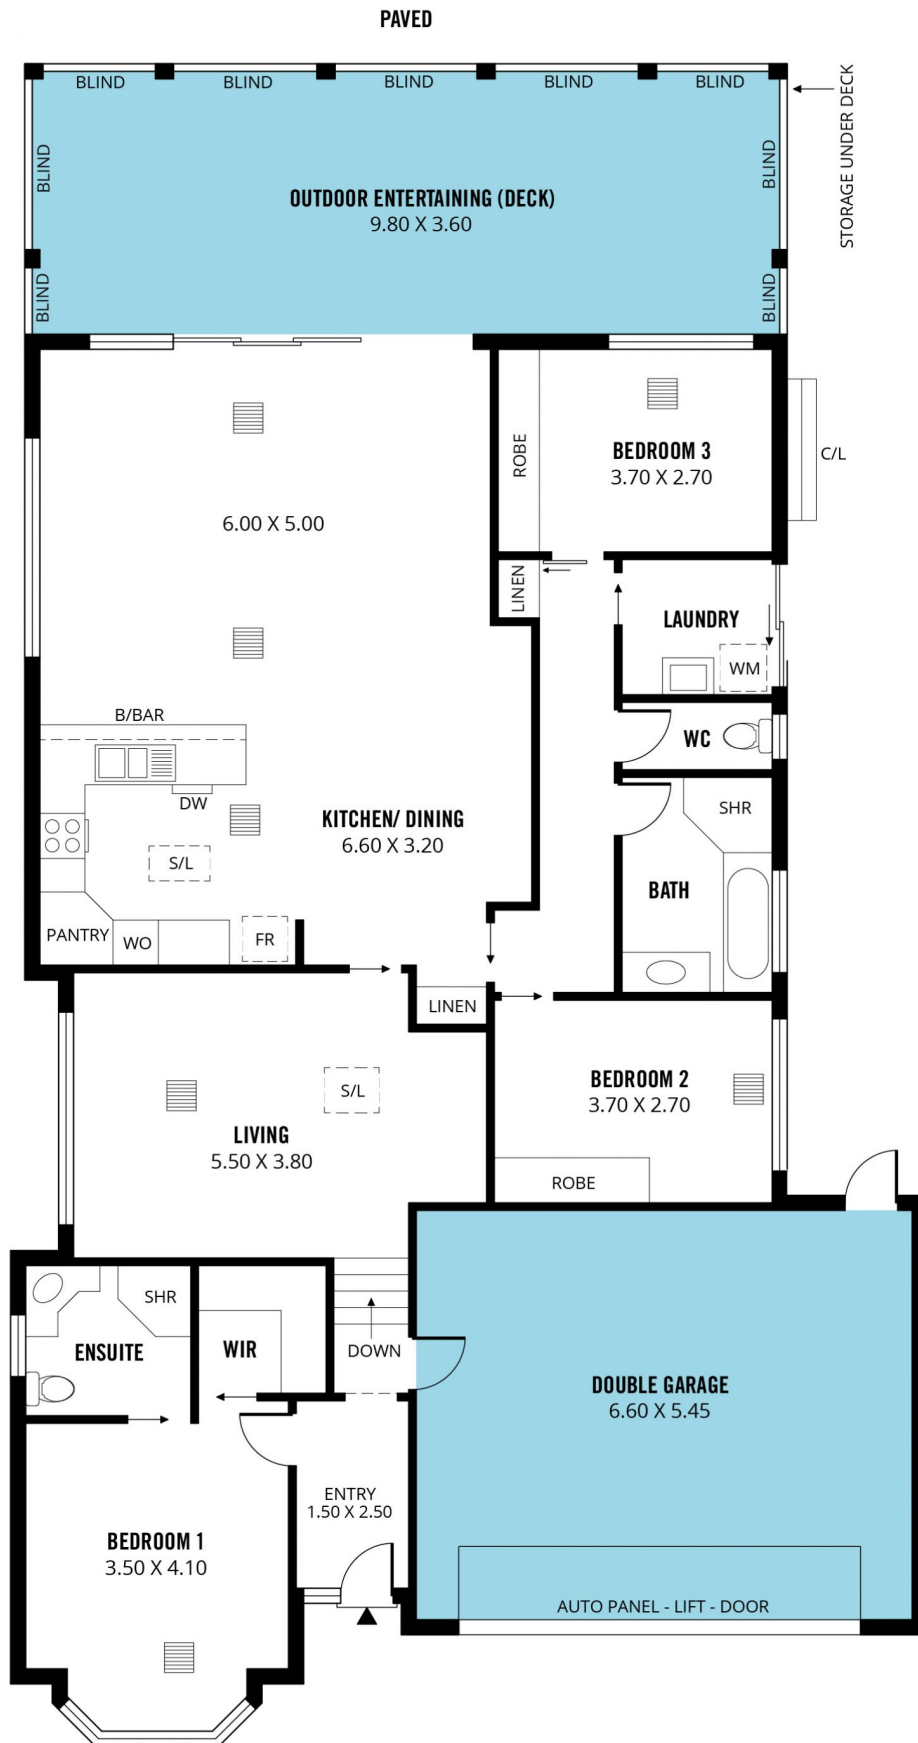 PAVED
BLIND BLIND BLIND BLIND BLIND
STORAGE UNDER DECK
BLIND
BLIND
OUTDOOR ENTERTAINING (DECK)
9.80 X 3.60
BLIND
BLIND
ROBE
BEDROOM 3
3.70 X 2.70
C/L
6.00 X 5.00
LINEN
LAUNDRY
WM
B/BAR
WC
DW
KITCHEN/ DINING
6.60 X 3.20
SHR
S/L
BATH
PANTRY
WO
FR
LINEN
BEDROOM 2
3.70 X 2.70
S/L
LIVING
5.50 X 3.80
ROBE
SHR
ENSUITE
WIR
DOWN
DOUBLE GARAGE
6.60 X 5.45
ENTRY
1.50 X 2.50
BEDROOM 1
3.50 X 4.10
AUTO PANEL - LIFT - DOOR